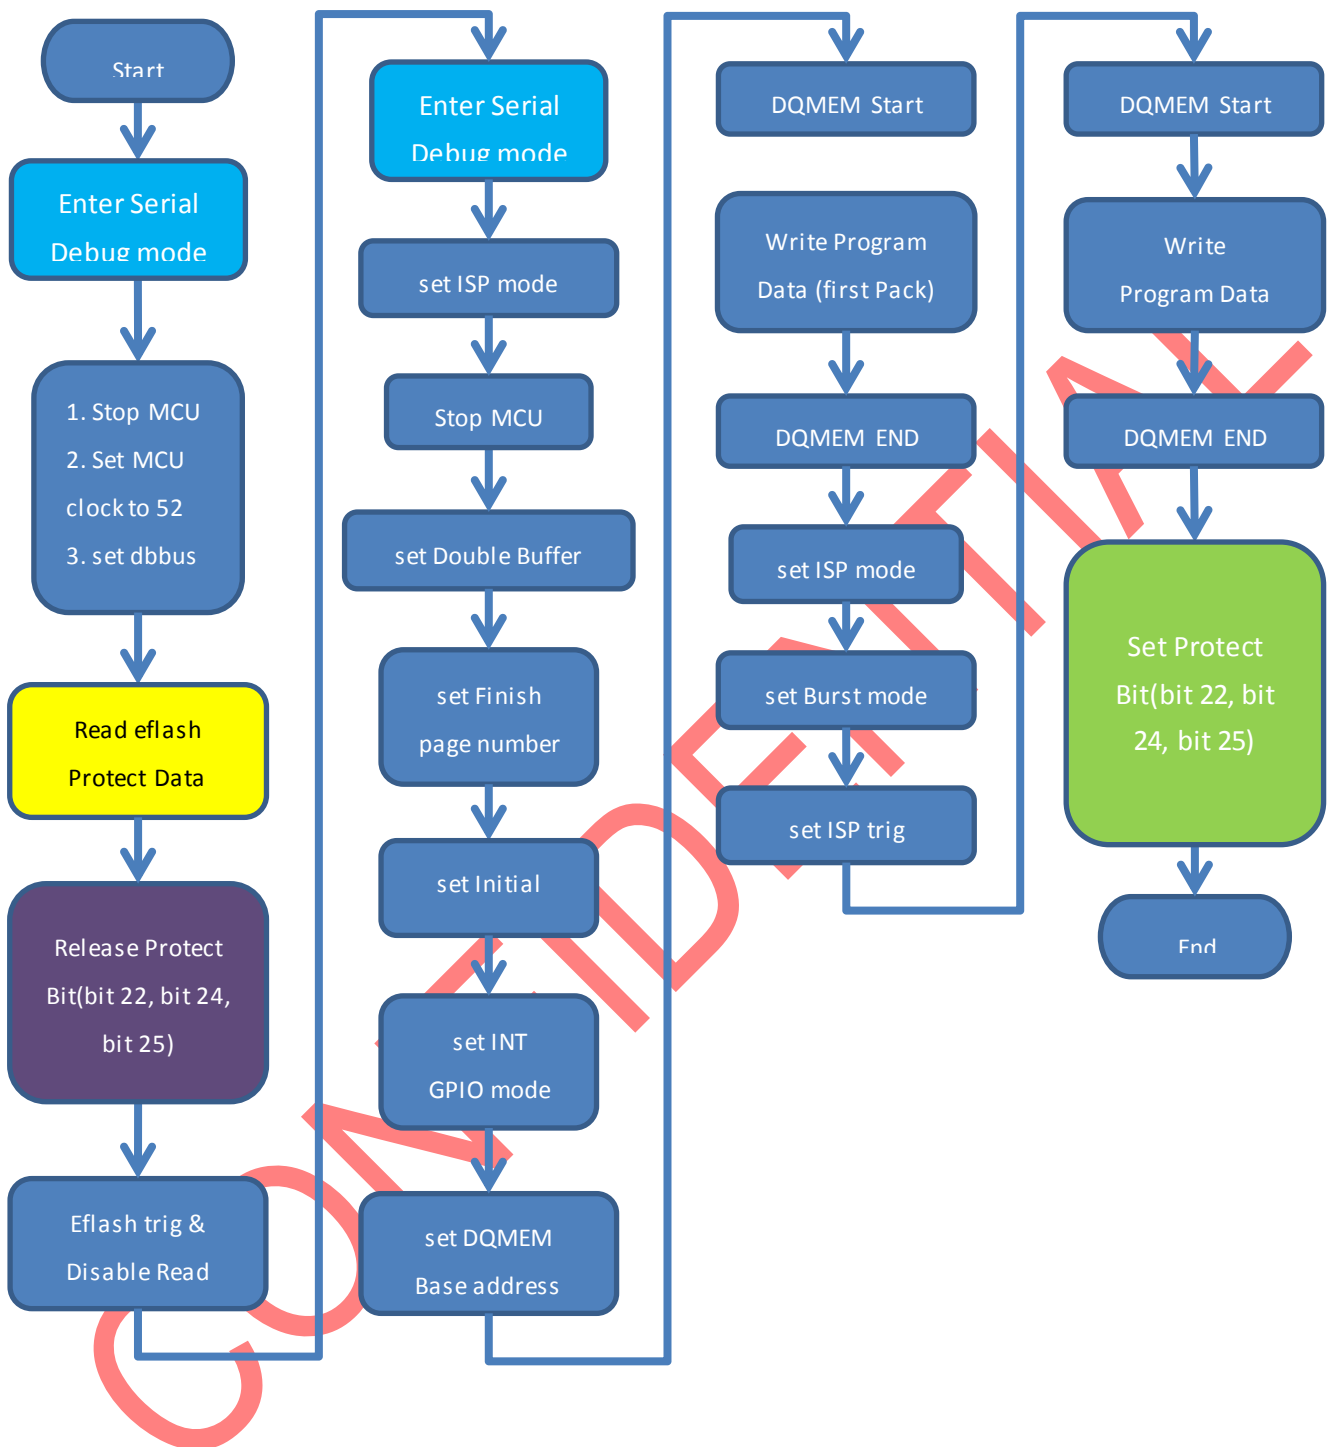 Start
Enter Serial
Debug mode
1. Stop MCU
2. Set MCU
clock to 52
3. set dbbus
Read eflash
Protect Data
Release Protect
Bit(bit 22, bit 24,
bit 25)
Eflash trig &
Disable Read
Enter Serial
Debug mode
set ISP mode
Stop MCU
set Double Buffer
set Finish
page number
set Initial
set INT
GPIO mode
set DQMEM
Base address
DQMEM Start
Write Program
Data (first Pack)
DQMEM END
set ISP mode
set Burst mode
set ISP trig
DQMEM Start
Write
Program Data
DQMEM END
Set Protect
Bit(bit 22, bit
24, bit 25)
End
CONFIDENTIAL